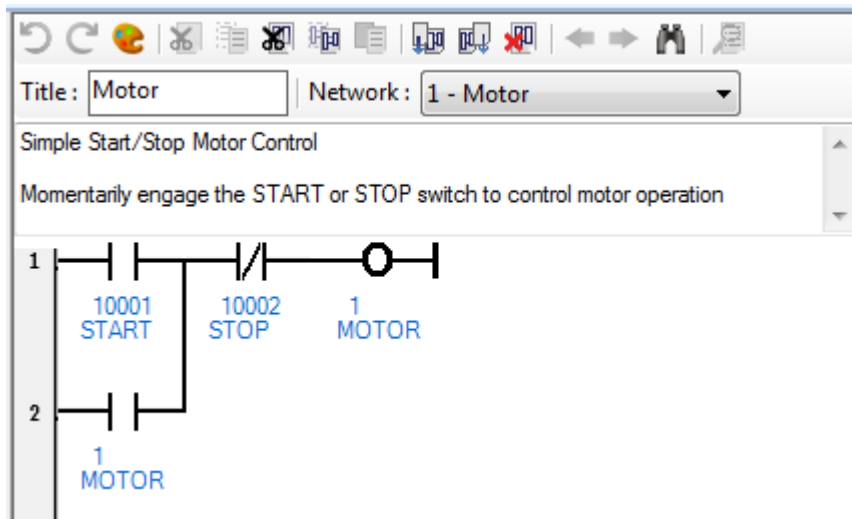 Title : Motor Network : 1 - Motor
Simple Start/Stop Motor Control
Momentarily engage the START or STOP switch to control motor operation
1
10001 10002 1
START STOP MOTOR
2
1
MOTOR